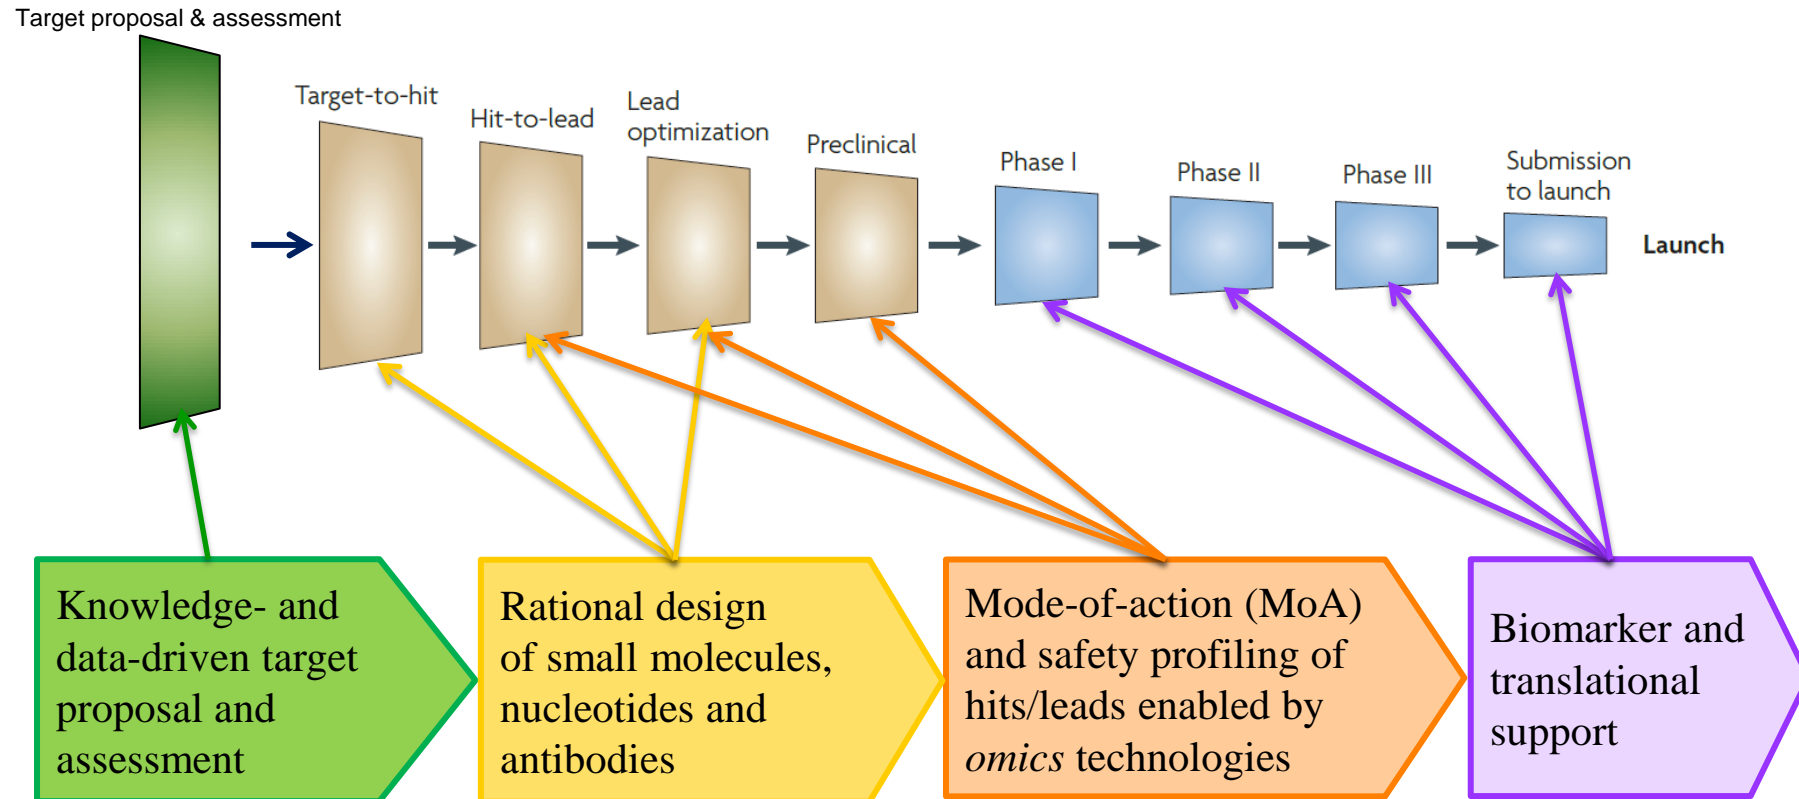 Target proposal & assessment
Target-to-hit
Hit-to-lead
Lead
optimization
Preclinical
Phase I
Phase II
Phase III
Submission
to launch
Launch
Knowledge- and
data-driven target
proposal and
assessment
Rational design
of small molecules,
nucleotides and
antibodies
Mode-of-action (MoA)
and safety profiling of
hits/leads enabled by
omics technologies
Biomarker and
translational
support